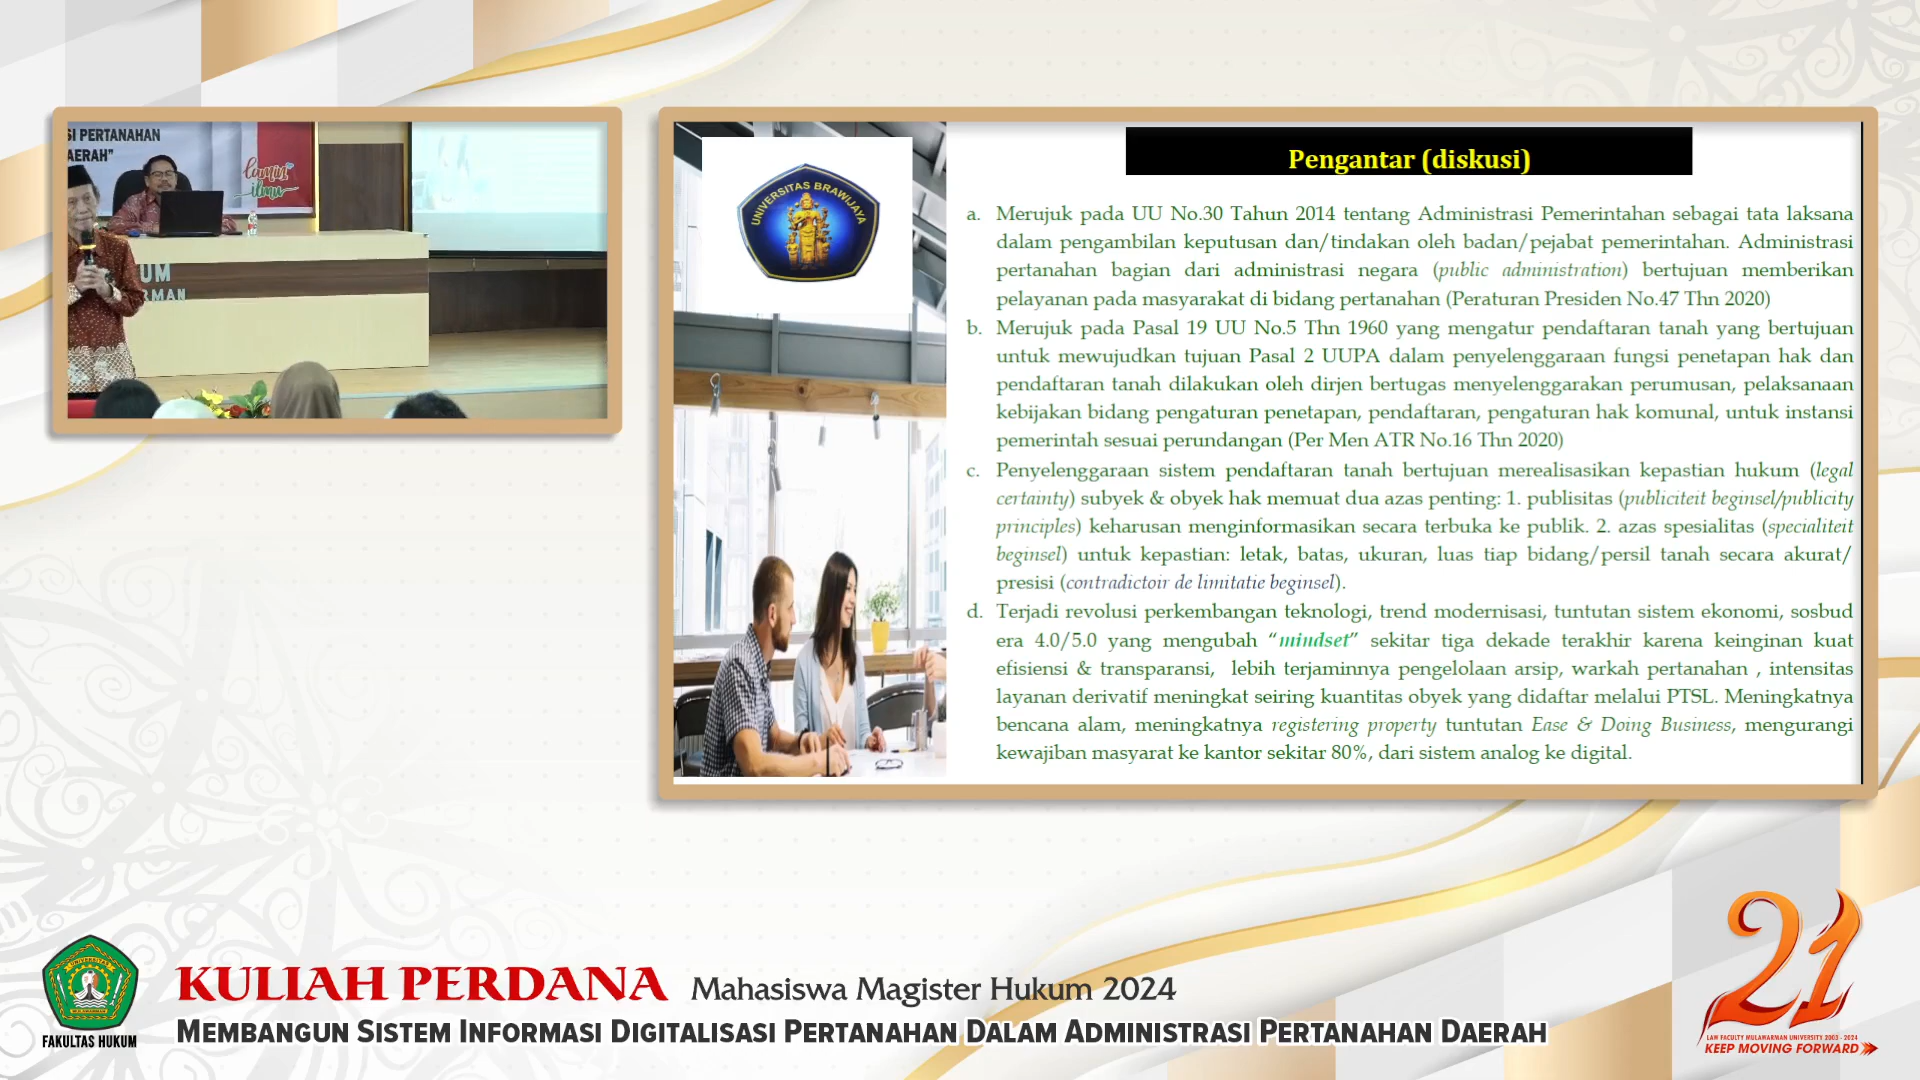 SI PERTANAHAN
AERAH"
lamin
ilmu
UM
RMAN
UNIVERSITAS BRAWIJAYA
Pengantar (diskusi)
a. Merujuk pada UU No.30 Tahun 2014 tentang Administrasi Pemerintahan sebagai tata laksana
dalam pengambilan keputusan dan/tindakan oleh badan/pejabat pemerintahan. Administrasi
pertanahan bagian dari administrasi negara (public administration) bertujuan memberikan
pelayanan pada masyarakat di bidang pertanahan (Peraturan Presiden No.47 Thn 2020)
b. Merujuk pada Pasal 19 UU No.5 Thn 1960 yang mengatur pendaftaran tanah yang bertujuan
untuk mewujudkan tujuan Pasal 2 UUPA dalam penyelenggaraan fungsi penetapan hak dan
pendaftaran tanah dilakukan oleh dirjen bertugas menyelenggarakan perumusan, pelaksanaan
kebijakan bidang pengaturan penetapan, pendaftaran, pengaturan hak komunal, untuk instansi
pemerintah sesuai perundangan (Per Men ATR No.16 Thn 2020)
c. Penyelenggaraan sistem pendaftaran tanah bertujuan merealisasikan kepastian hukum (legal
certainty) subyek & obyek hak memuat dua azas penting: 1. publisitas (publiciteit beginsel/publicity
principles) keharusan menginformasikan secara terbuka ke publik. 2. azas spesialitas (specialiteit
beginsel) untuk kepastian: letak, batas, ukuran, luas tiap bidang/persil tanah secara akurat/
presisi (contradictoir de limitatie beginsel).
d. Terjadi revolusi perkembangan teknologi, trend modernisasi, tuntutan sistem ekonomi, sosbud
era 4.0/5.0 yang mengubah “mindset” sekitar tiga dekade terakhir karena keinginan kuat
efisiensi & transparansi, lebih terjaminnya pengelolaan arsip, warkah pertanahan , intensitas
layanan derivatif meningkat seiring kuantitas obyek yang didaftar melalui PTSL. Meningkatnya
bencana alam, meningkatnya registering property tuntutan Ease & Doing Business, mengurangi
kewajiban masyarat ke kantor sekitar 80%, dari sistem analog ke digital.
FAKULTAS HUKUM
KULIAH PERDANA Mahasiswa Magister Hukum 2024
MEMBANGUN SISTEM INFORMASI DIGITALISASI PERTANAHAN DALAM ADMINISTRASI PERTANAHAN DAERAH
21
LAW FACULTY MULAWARMAN UNIVERSITY 2003 - 2024
KEEP MOVING FORWARD